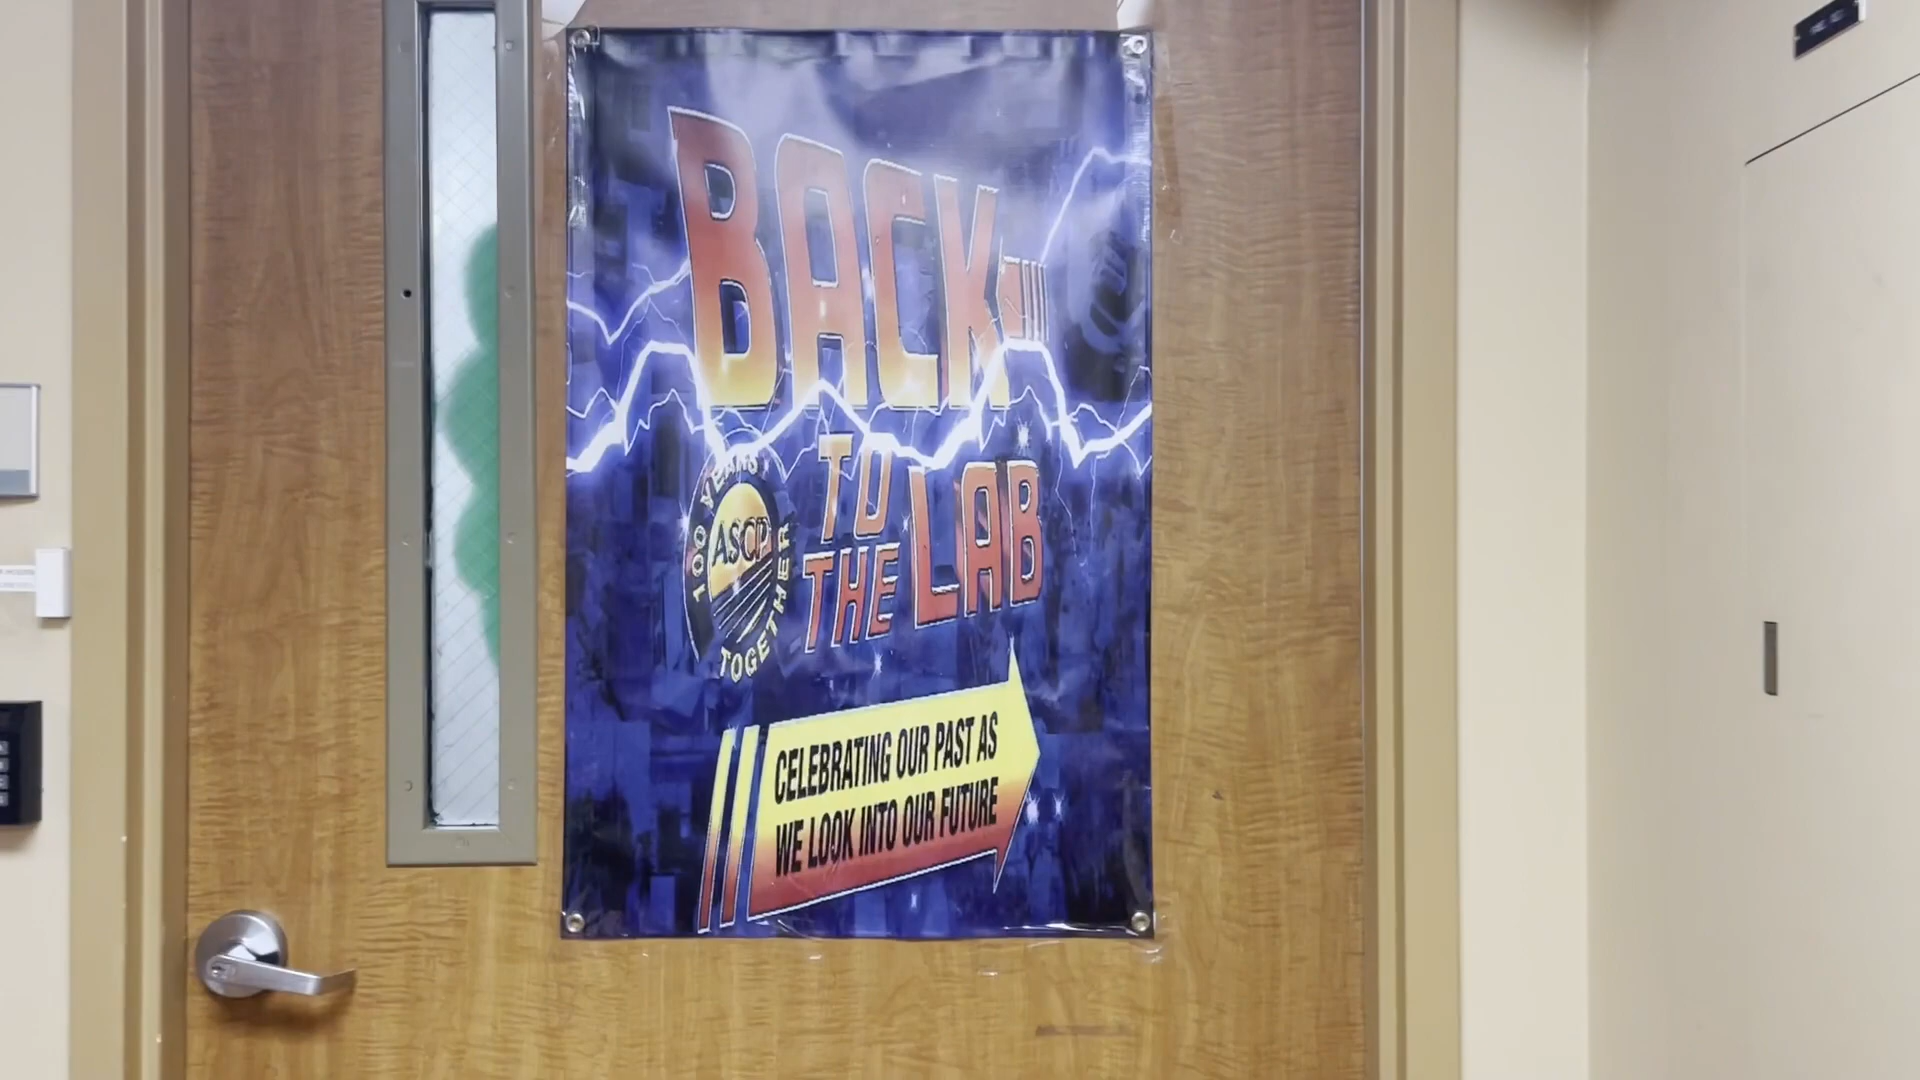 BACK
TO
THE LAB
100 YEARS
ASCP
TOGETHER
CELEBRATING OUR PAST AS
WE LOOK INTO OUR FUTURE